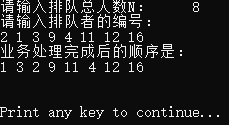 请输入排队总人数N:      8
请输入排队者的编号:
2 1 3 9 4 11 12 16
业务处理完成后的顺序是:
1 3 2 9 11 4 12 16
Print any key to continue...